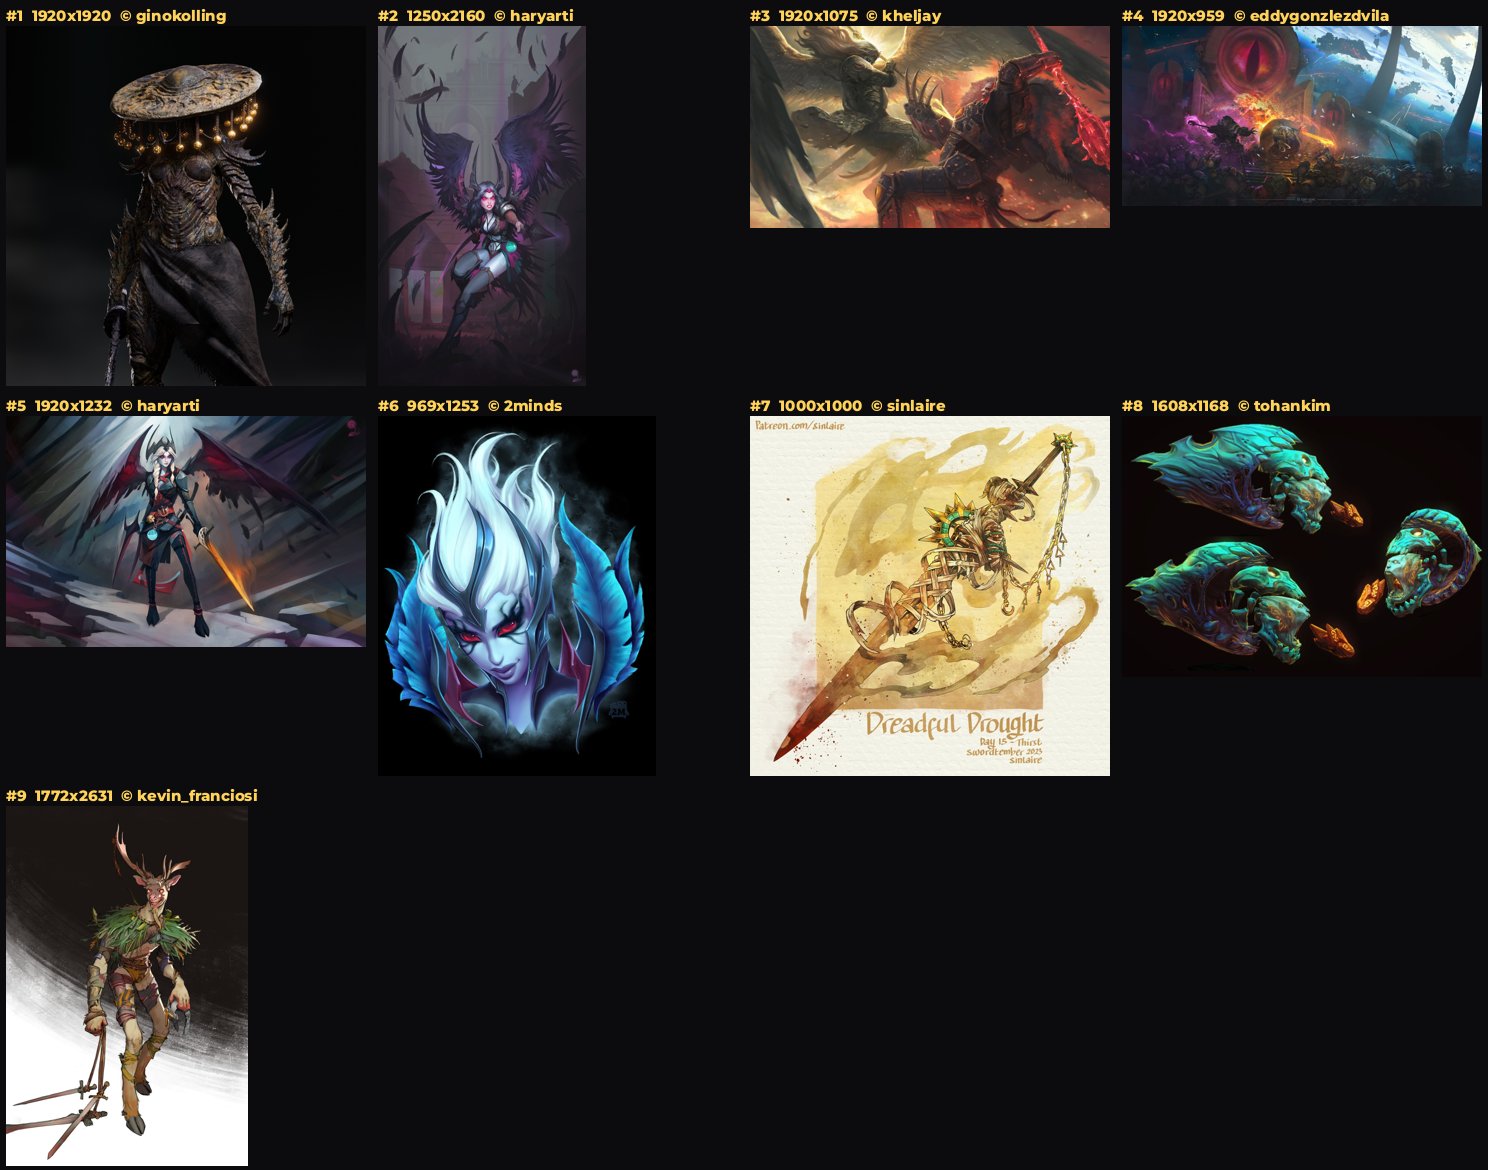 #1 1920x1920 © ginokolling
#2 1250x2160 © haryarti
#3 1920x1075 © kheljay
#4 1920x959 © eddygonzlezdvila
#5 1920x1232 © haryarti
#6 969x1253 © 2minds
#7 1000x1000 © sinlaire
#8 1608x1168 © tohankim
Patreon.com/sinlaire
2M
Dreadful Drought
Day 15 - Thirst
Swordtember 2023
sinlaire
#9 1772x2631 © kevin_franciosi